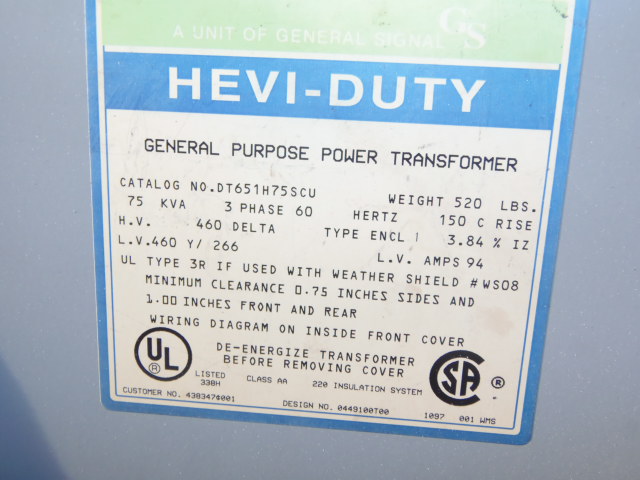 A UNIT OF GENERAL SIGNAL GS
HEVI-DUTY
GENERAL PURPOSE POWER TRANSFORMER
CATALOG NO.DT651H75SCU WEIGHT 520 LBS.
75 KVA 3 PHASE 60 HERTZ 150 C RISE
H.V. 460 DELTA TYPE ENCL 1 3.84 % IZ
L.V.460 Y/ 266 L.V. AMPS 94
UL TYPE 3R IF USED WITH WEATHER SHIELD #WS08
MINIMUM CLEARANCE 0.75 INCHES SIDES AND
1.00 INCHES FRONT AND REAR
WIRING DIAGRAM ON INSIDE FRONT COVER
UL ® DE-ENERGIZE TRANSFORMER
BEFORE REMOVING COVER SA ®
LISTED
338H CLASS AA 220 INSULATION SYSTEM
CUSTOMER NO. 438347¢001 DESIGN NO. 0449100T00 1097 001 WMS